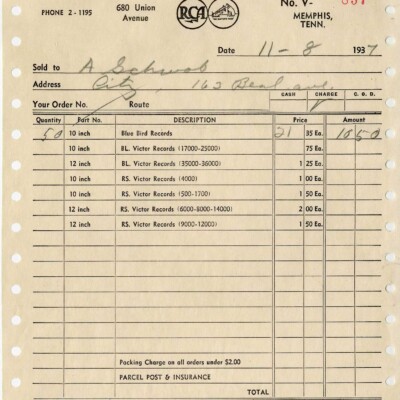 PHONE 2-1195
680 Union
Avenue
RCA
No. V- 
MEMPHIS,
TENN.
Date 11-8 1937
Sold to A Schwab
Address City, 163 Beal ave.
CASH CHARGE C. O. D.
Your Order No. Route
Quantity Part No. DESCRIPTION Price Amount
50 10 inch Blue Bird Records 21 35 Ea. 10 50
10 inch BL. Victor Records (17000-25000) 75 Ea.
12 inch BL. Victor Records (35000-36000) 1 25 Ea.
10 inch RS. Victor Records (4000) 1 00 Ea.
10 inch RS. Victor Records (500-1700) 1 50 Ea.
12 inch RS. Victor Records (6000-8000-14000) 2 00 Ea.
12 inch RS. Victor Records (9000-12000) 1 50 Ea.
Packing Charge on all orders under $2.00
PARCEL POST & INSURANCE
TOTAL